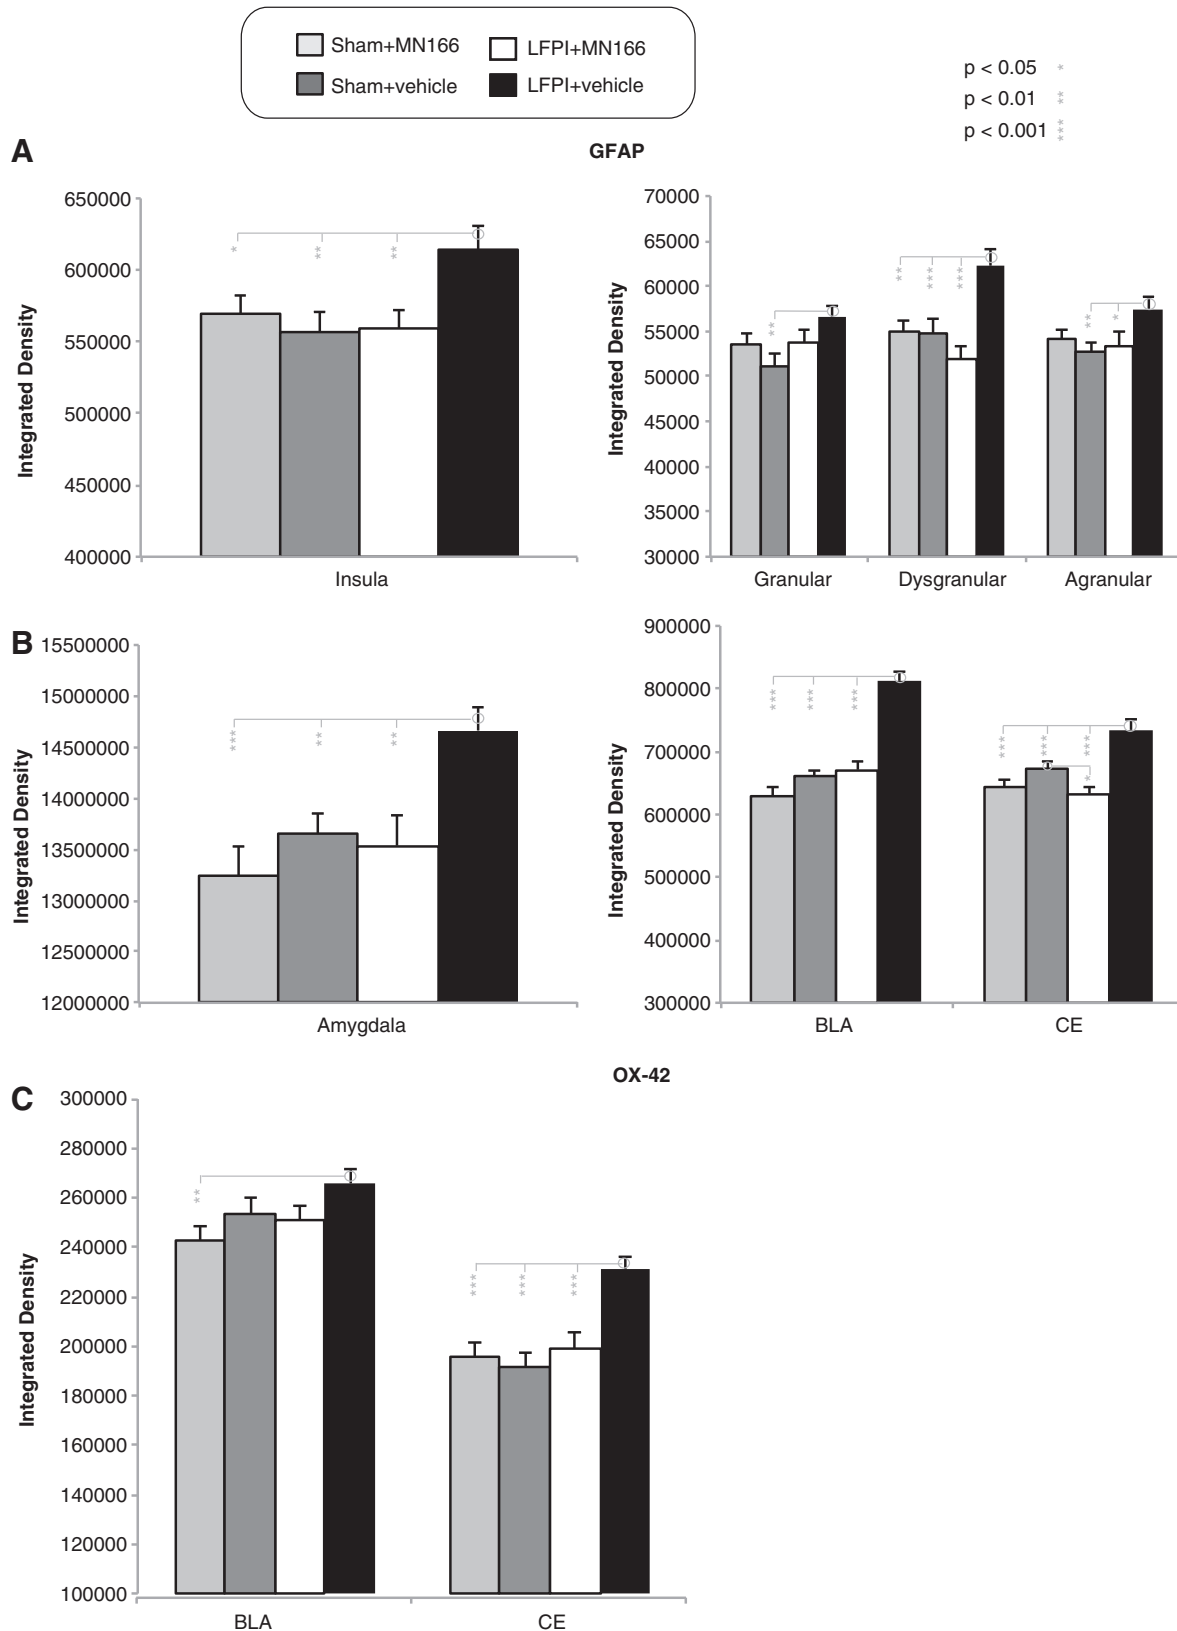 Sham+MN166 LFPI+MN166
Sham+vehicle LFPI+vehicle
p < 0.05 *
p < 0.01 **
p < 0.001 ***
A
GFAP
Integrated Density
650000
600000
550000
500000
450000
400000
* ** **
Insula
Integrated Density
70000
65000
60000
55000
50000
45000
40000
35000
30000
** ** *** *** ** *
Granular Dysgranular Agranular
B
Integrated Density
15500000
15000000
14500000
14000000
13500000
13000000
12500000
12000000
*** ** **
Amygdala
Integrated Density
900000
800000
700000
600000
500000
400000
300000
*** *** *** *** *** ***
*
BLA CE
OX-42
C
Integrated Density
300000
280000
260000
240000
220000
200000
180000
160000
140000
120000
100000
** *** *** ***
BLA CE